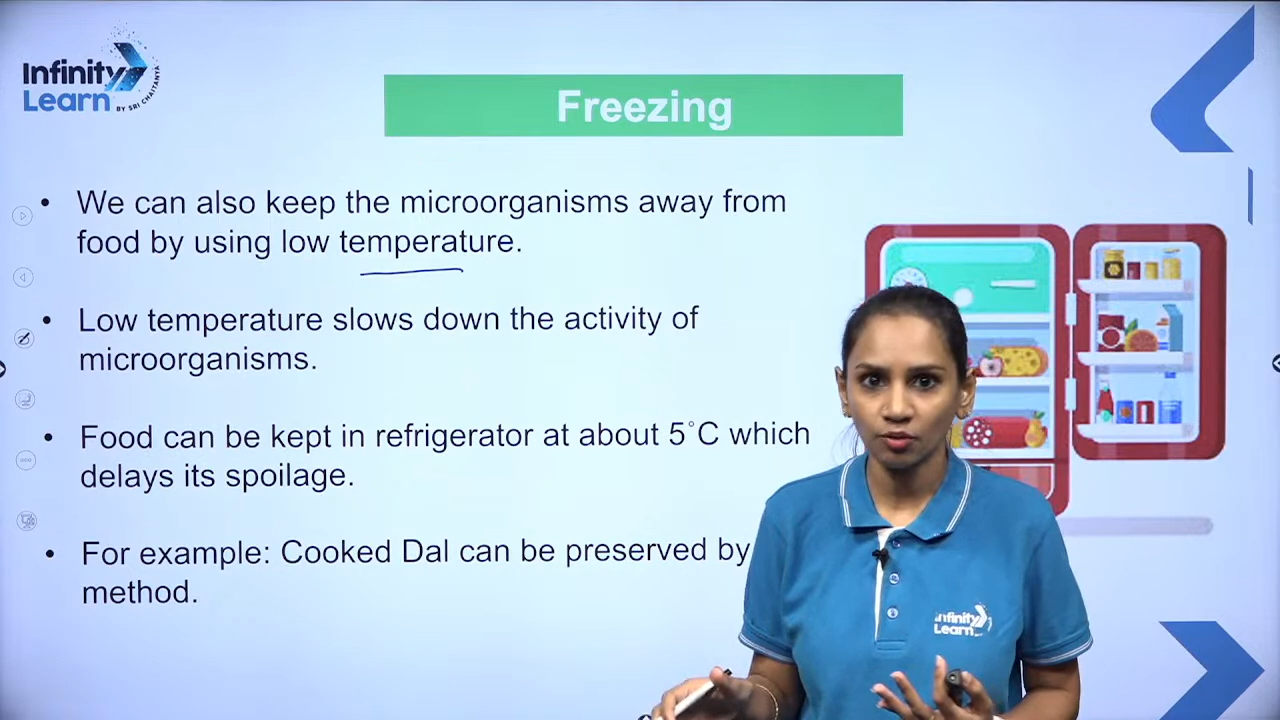 Infinity
Learn
BY SRI CHAITANYA
Freezing
• We can also keep the microorganisms away from
food by using low temperature.
• Low temperature slows down the activity of
microorganisms.
• Food can be kept in refrigerator at about 5°C which
delays its spoilage.
• For example: Cooked Dal can be preserved by
method.
Infinity
Learn